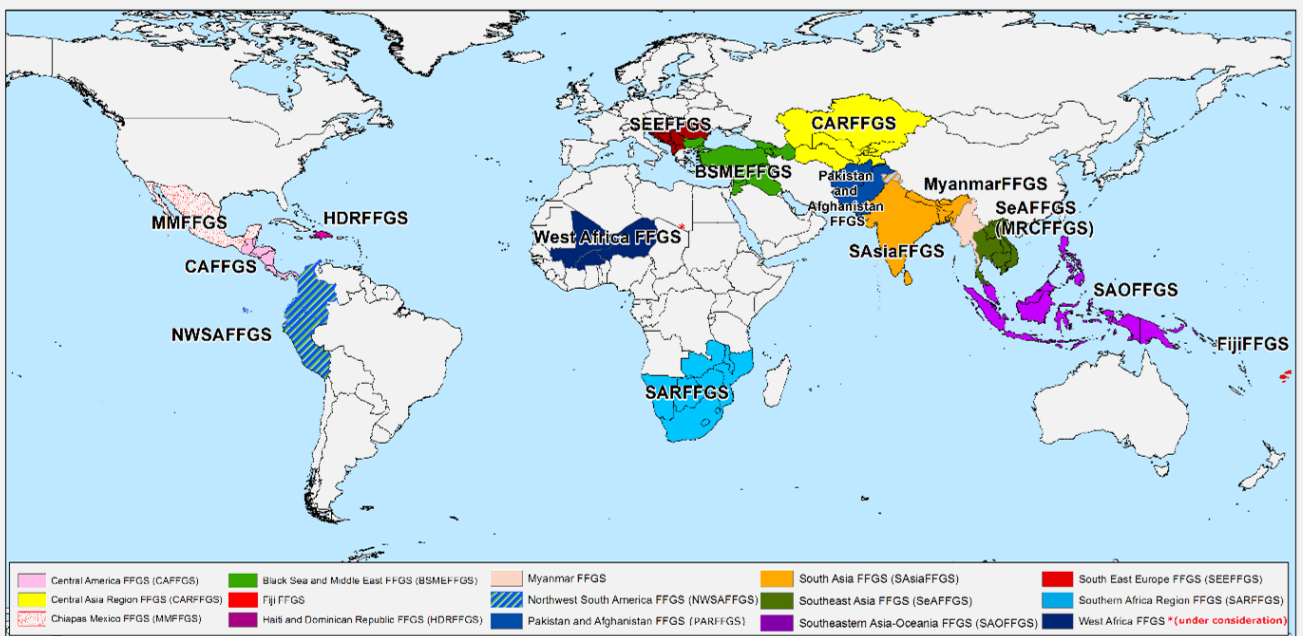 SEEFFGS
CARFFGS
BSMEFFGS
Pakistan
and
Afghanistan
FFGS
MyanmarFFGS
SeAFFGS
(MRCFFGS)
MMFFGS
HDRFFGS
West Africa FFGS *
SAsiaFFGS
CAFFGS
SAOFFGS
NWSAFFGS
FijiFFGS
SARFFGS
Central America FFGS (CAFFGS)
Black Sea and Middle East FFGS (BSMEFFGS)
Myanmar FFGS
South Asia FFGS (SAsiaFFGS)
South East Europe FFGS (SEEFFGS)
Central Asia Region FFGS (CARFFGS)
Fiji FFGS
Northwest South America FFGS (NWSAFFGS)
Southeast Asia FFGS (SeAFFGS)
Southern Africa Region FFGS (SARFFGS)
Chiapas Mexico FFGS (MMFFGS)
Haiti and Dominican Republic FFGS (HDRFFGS)
Pakistan and Afghanistan FFGS (PARFFGS)
Southeastern Asia-Oceania FFGS (SAOFFGS)
West Africa FFGS *(under consideration)